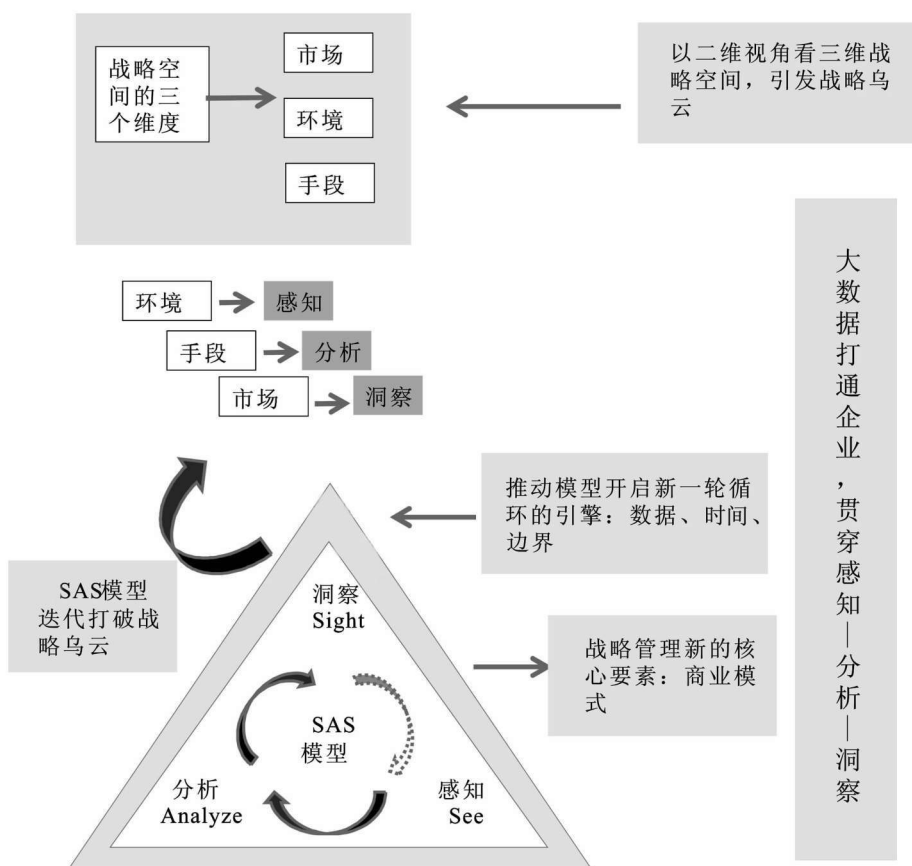 战略空
间的三
个维度
市场
环境
手段
以二维视角看三维战
略空间，引发战略乌
云
环境
感知
手段
分析
市场
洞察
推动模型开启新一轮循
环的引擎：数据、时间、
边界
SAS模型
迭代打破战
略乌云
洞察
Sight
战略管理新的核
心要素：商业模
式
SAS
模型
分析
Analyze
感知
See
大数据打通企业，贯穿感知—分析—洞察